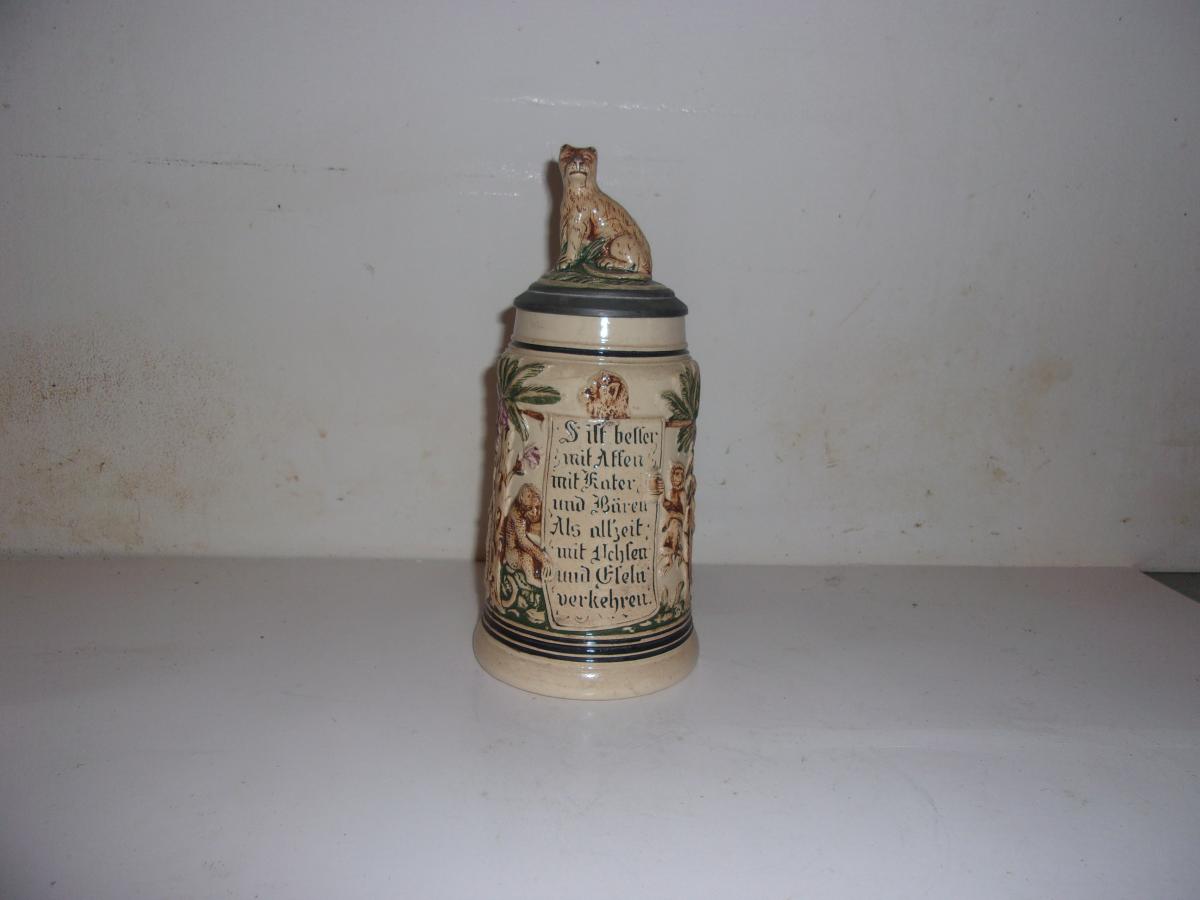 S ist besser
mit Affen
mit Kater
und Bären
Als allzeit
mit Ochsen
und Eseln
verkehren.